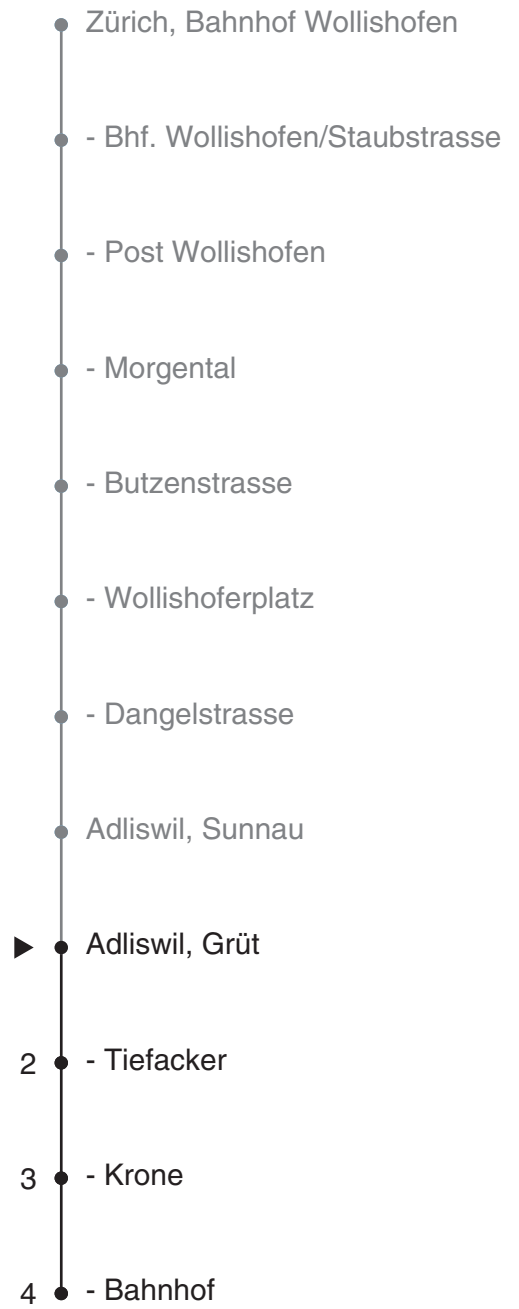 Zürich, Bahnhof Wollishofen
- Bhf. Wollishofen/Staubstrasse
- Post Wollishofen
- Morgental
- Butzenstrasse
- Wollishoferplatz
- Dangelstrasse
Adliswil, Sunnau
Adliswil, Grüt
2 - Tiefacker
3 - Krone
4 - Bahnhof